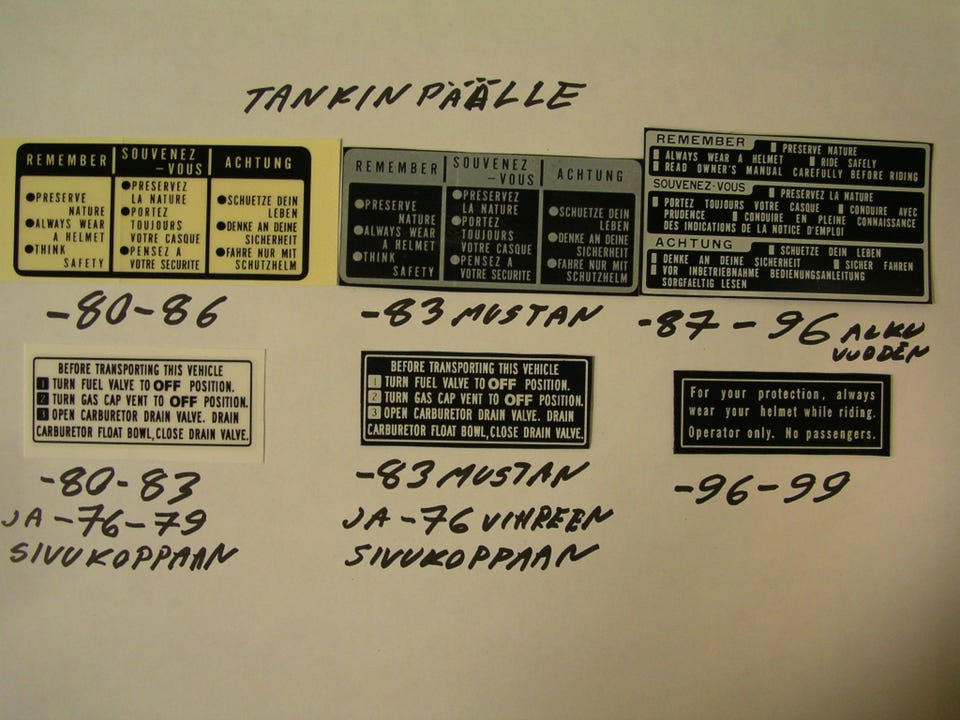 TANKINPÄÄLLE
REMEMBER
●PRESERVE
NATURE
●ALWAYS WEAR
A HELMET
●THINK
SAFETY
SOUVENEZ
-VOUS
●PRESERVEZ
LA NATURE
●PORTEZ
TOUJOURS
VOTRE CASQUE
●PENSEZ A
VOTRE SECURITE
ACHTUNG
●SCHUETZE DEIN
LEBEN
●DENKE AN DEINE
SICHERHEIT
●FAHRE NUR MIT
SCHUTZHELM
-80-86
REMEMBER
●PRESERVE
NATURE
●ALWAYS WEAR
A HELMET
●THINK
SAFETY
SOUVENEZ
-VOUS
●PRESERVEZ
LA NATURE
●PORTEZ
TOUJOURS
VOTRE CASQUE
●PENSEZ A
VOTRE SECURITE
ACHTUNG
●SCHUETZE DEIN
LEBEN
●DENKE AN DEINE
SICHERHEIT
●FAHRE NUR MIT
SCHUTZHELM
-83 MUSTAN
REMEMBER ▮ PRESERVE NATURE
▮ ALWAYS WEAR A HELMET ▮ RIDE SAFELY
▮ READ OWNER'S MANUAL CAREFULLY BEFORE RIDING
SOUVENEZ-VOUS ▮ PRESERVEZ LA NATURE
▮ PORTEZ TOUJOURS VOTRE CASQUE ▮ CONDUIRE AVEC
PRUDENCE ▮ CONDUIRE EN PLEINE CONNAISSANCE
DES INDICATIONS DE LA NOTICE D'EMPLOI
ACHTUNG ▮ SCHUETZE DEIN LEBEN
▮ DENKE AN DEINE SICHERHEIT ▮ SICHER FAHREN
▮ VOR INBETRIEBNAHME BEDIENUNGSANLEITUNG
SORGFAELTIG LESEN
-87-96 ALKU
VUODEN
BEFORE TRANSPORTING THIS VEHICLE
1 TURN FUEL VALVE TO OFF POSITION.
2 TURN GAS CAP VENT TO OFF POSITION.
3 OPEN CARBURETOR DRAIN VALVE. DRAIN
CARBURETOR FLOAT BOWL, CLOSE DRAIN VALVE.
-80-83
JA -76-79
SIVUKOPPAAN
BEFORE TRANSPORTING THIS VEHICLE
1 TURN FUEL VALVE TO OFF POSITION.
2 TURN GAS CAP VENT TO OFF POSITION.
3 OPEN CARBURETOR DRAIN VALVE. DRAIN
CARBURETOR FLOAT BOWL, CLOSE DRAIN VALVE.
-83 MUSTAN
JA -76 VIHREEN
SIVUKOPPAAN
For your protection, always
wear your helmet while riding.
Operator only. No passengers.
-96-99